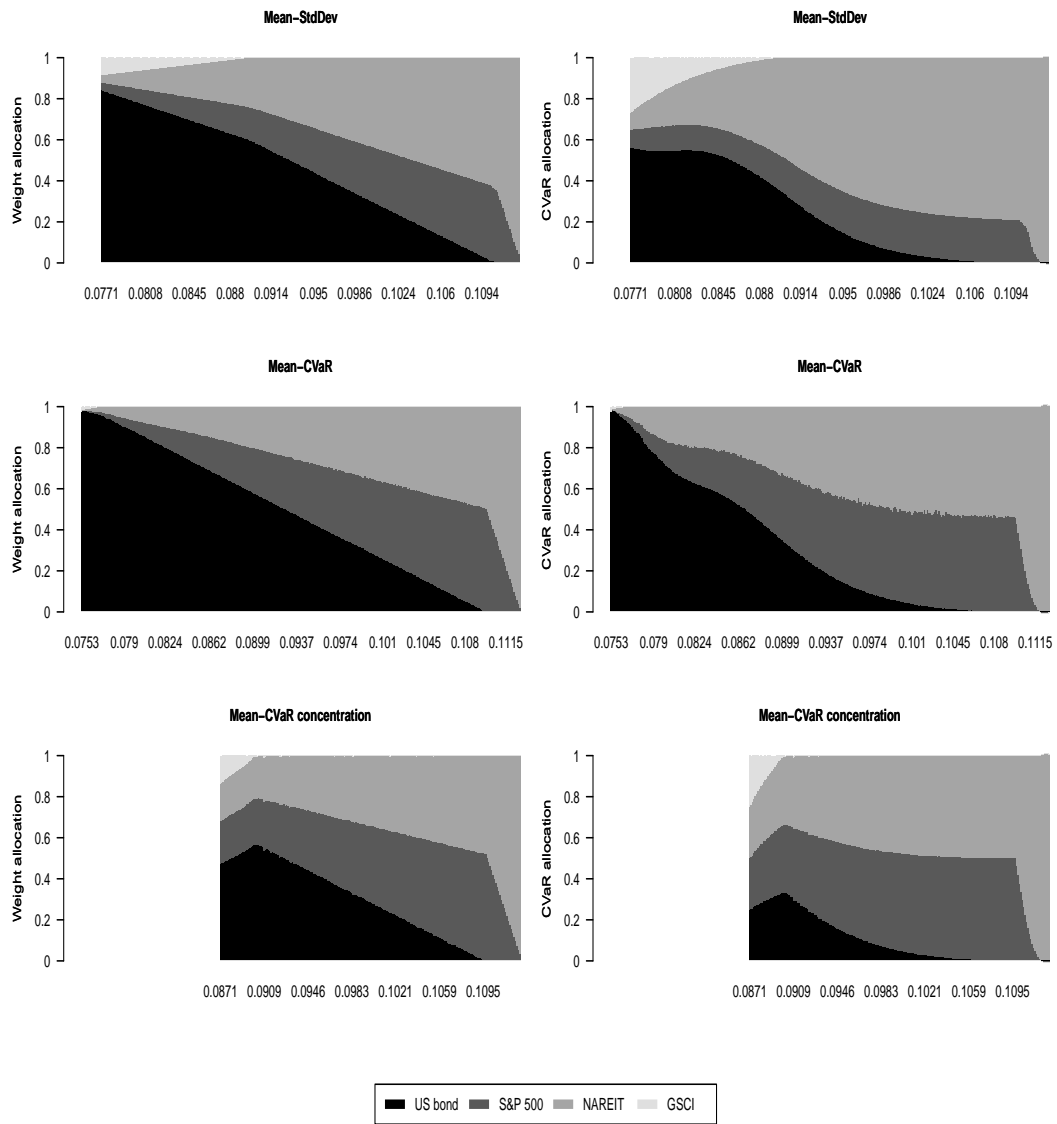 Mean-StdDev
Weight allocation
1
0.8
0.6
0.4
0.2
0
0.0771 0.0808 0.0845 0.088 0.0914 0.095 0.0986 0.1024 0.106 0.1094
Mean-StdDev
CVaR allocation
1
0.8
0.6
0.4
0.2
0
0.0771 0.0808 0.0845 0.088 0.0914 0.095 0.0986 0.1024 0.106 0.1094
Mean-CVaR
Weight allocation
1
0.8
0.6
0.4
0.2
0
0.0753 0.079 0.0824 0.0862 0.0899 0.0937 0.0974 0.101 0.1045 0.108 0.1115
Mean-CVaR
CVaR allocation
1
0.8
0.6
0.4
0.2
0
0.0753 0.079 0.0824 0.0862 0.0899 0.0937 0.0974 0.101 0.1045 0.108 0.1115
Mean-CVaR concentration
Weight allocation
1
0.8
0.6
0.4
0.2
0
0.0871 0.0909 0.0946 0.0983 0.1021 0.1059 0.1095
Mean-CVaR concentration
CVaR allocation
1
0.8
0.6
0.4
0.2
0
0.0871 0.0909 0.0946 0.0983 0.1021 0.1059 0.1095
US bond S&P 500 NAREIT GSCI